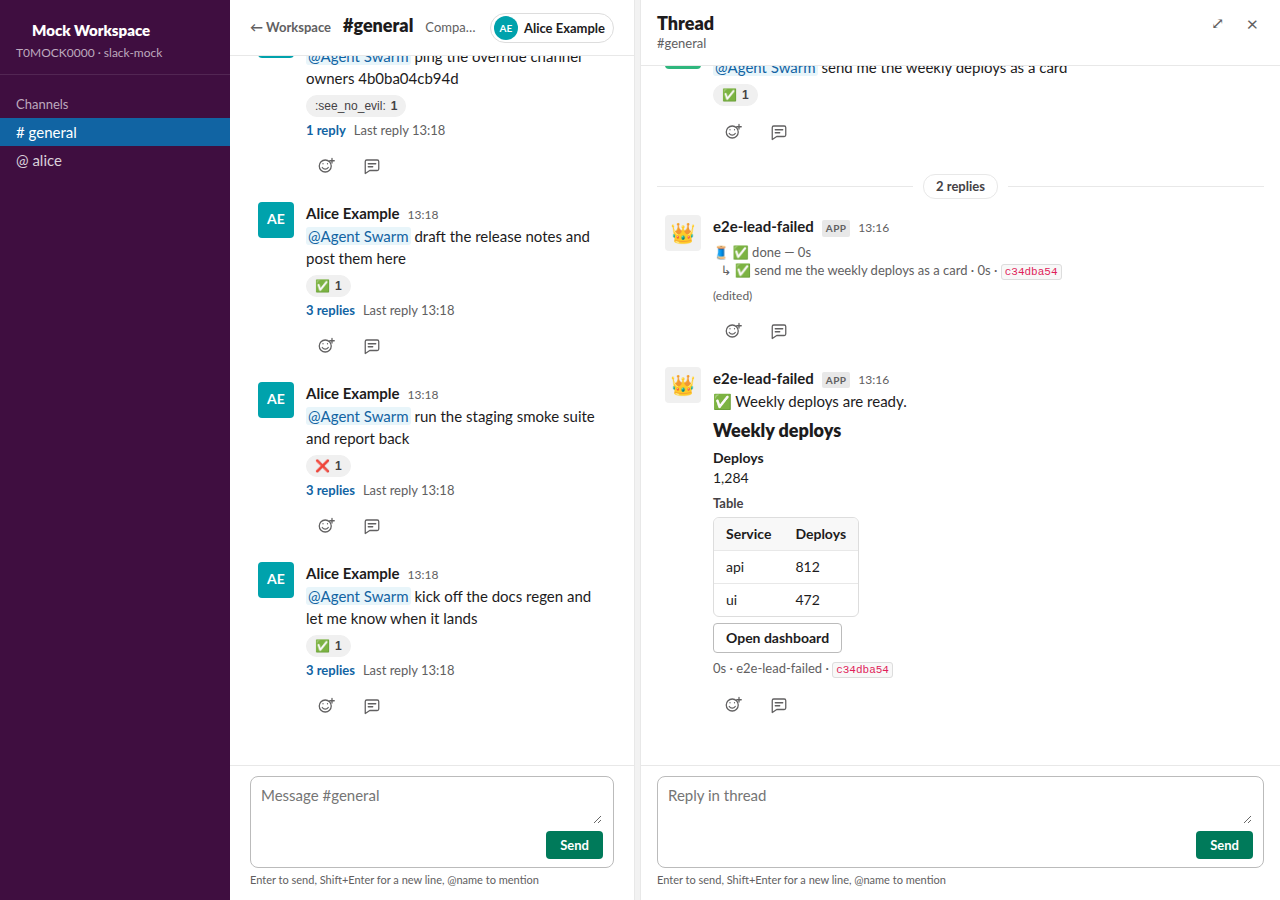 Mock Workspace
T0MOCK0000 · slack-mock
Channels
# general
@ alice
← Workspace #general Compa... AE Alice Example
@Agent Swarm ping the override channel
owners 4b0ba04cb94d
:see_no_evil: 1
1 reply Last reply 13:18
AE Alice Example 13:18
@Agent Swarm draft the release notes and
post them here
✅ 1
3 replies Last reply 13:18
AE Alice Example 13:18
@Agent Swarm run the staging smoke suite
and report back
❌ 1
3 replies Last reply 13:18
AE Alice Example 13:18
@Agent Swarm kick off the docs regen and
let me know when it lands
✅ 1
3 replies Last reply 13:18
Message #general
Send
Enter to send, Shift+Enter for a new line, @name to mention
Thread
#general
@Agent Swarm send me the weekly deploys as a card
✅ 1
2 replies
e2e-lead-failed APP 13:16
🧵 ✅ done — 0s
↳ ✅ send me the weekly deploys as a card · 0s · c34dba54
(edited)
e2e-lead-failed APP 13:16
✅ Weekly deploys are ready.
Weekly deploys
Deploys
1,284
Table
Service Deploys
api 812
ui 472
Open dashboard
0s · e2e-lead-failed · c34dba54
Reply in thread
Send
Enter to send, Shift+Enter for a new line, @name to mention